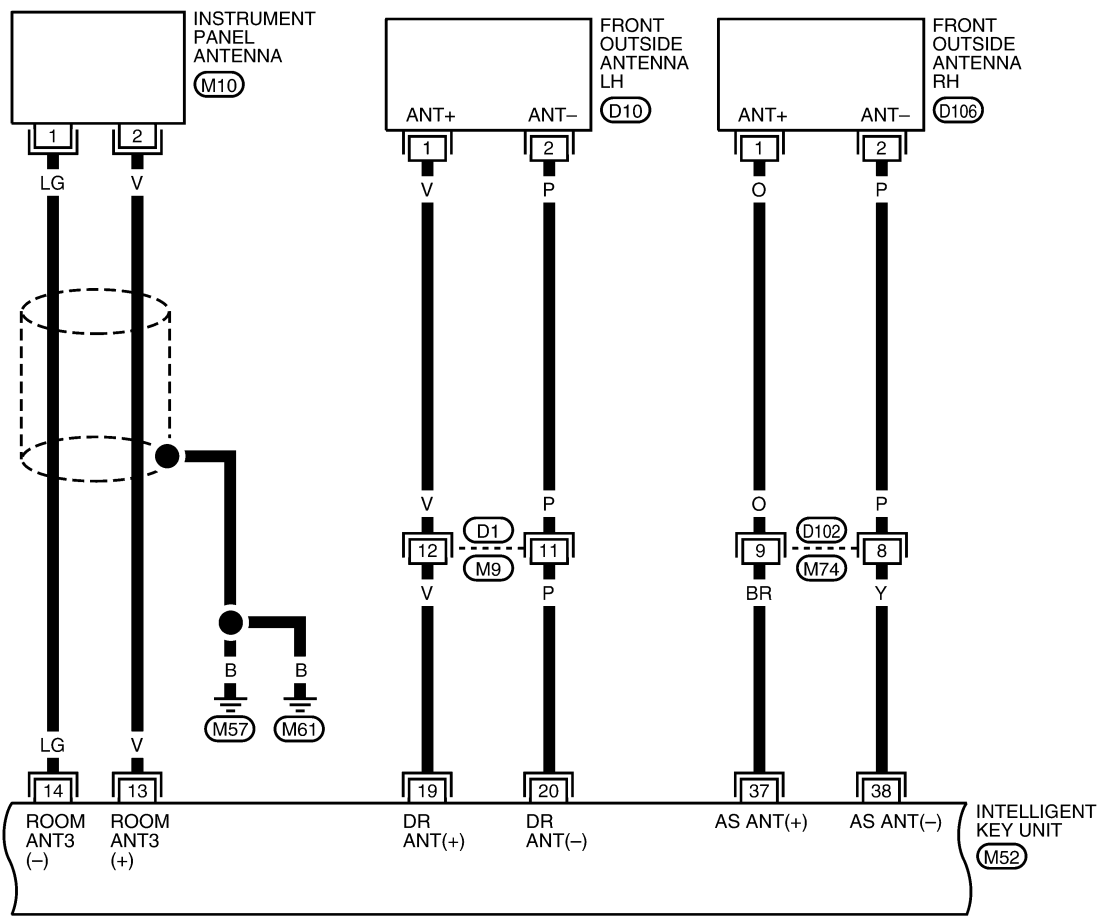 INSTRUMENT
PANEL
ANTENNA
M10
1
2
LG
V
LG
V
14
13
ROOM
ANT3
(–)
ROOM
ANT3
(+)
B
B
M57
M61
FRONT
OUTSIDE
ANTENNA
LH
D10
ANT+
ANT–
1
2
V
P
V
P
D1
12
11
M9
V
P
19
20
DR
ANT(+)
DR
ANT(–)
FRONT
OUTSIDE
ANTENNA
RH
D106
ANT+
ANT–
1
2
O
P
O
P
D102
9
8
M74
BR
Y
37
38
AS ANT(+)
AS ANT(–)
INTELLIGENT
KEY UNIT
M52